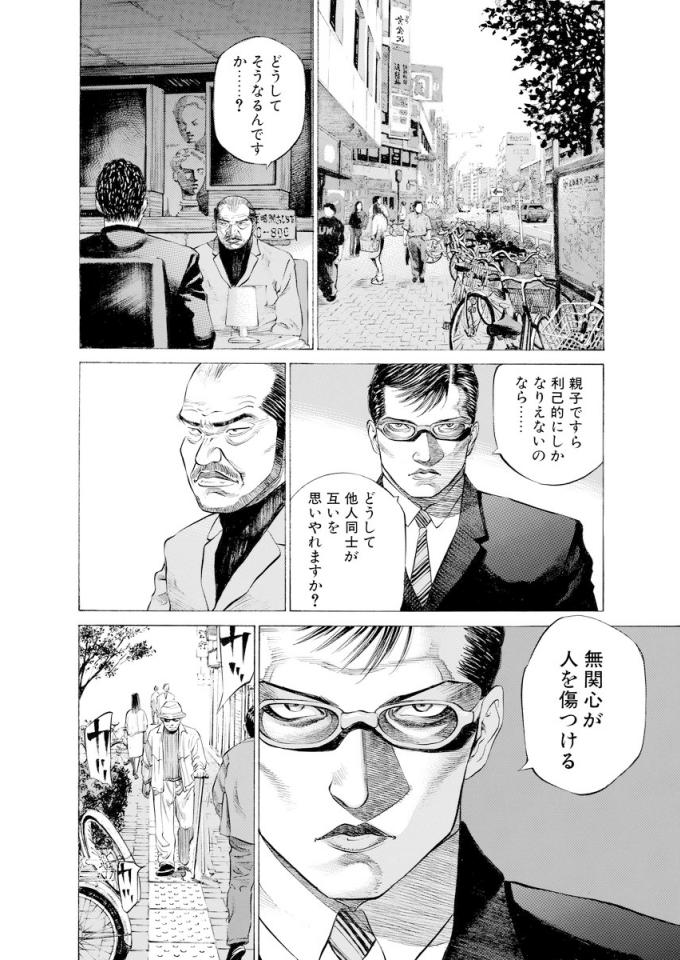 どうして
そうなるんです
か……？
親子ですら
利己的にしか
なりえないの
なら……
どうして
他人同士が
互いを
思いやれますか？
無関心が
人を傷つける